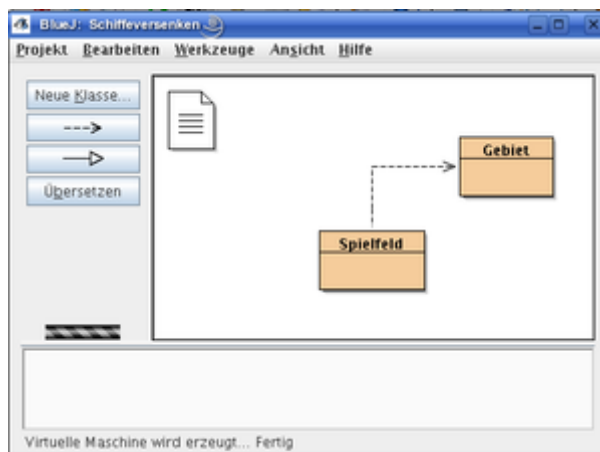 BlueJ: Schiffeversenken
Projekt Bearbeiten Werkzeuge Ansicht Hilfe
Neue Klasse...
Übersetzen
Gebiet
Spielfeld
Virtuelle Maschine wird erzeugt... Fertig